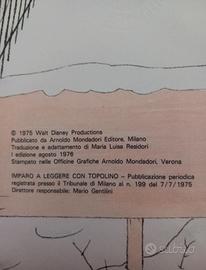 © 1975 Walt Disney Productions
Pubblicato da Arnoldo Mondadori Editore, Milano
Traduzione e adattamento di Maria Luisa Residori
I edizione agosto 1976
Stampato nelle Officine Grafiche Arnoldo Mondadori, Verona
IMPARO A LEGGERE CON TOPOLINO – Pubblicazione periodica
registrata presso il Tribunale di Milano al n. 199 del 7/7/1975
Direttore responsabile: Mario Gentilini
subito.it